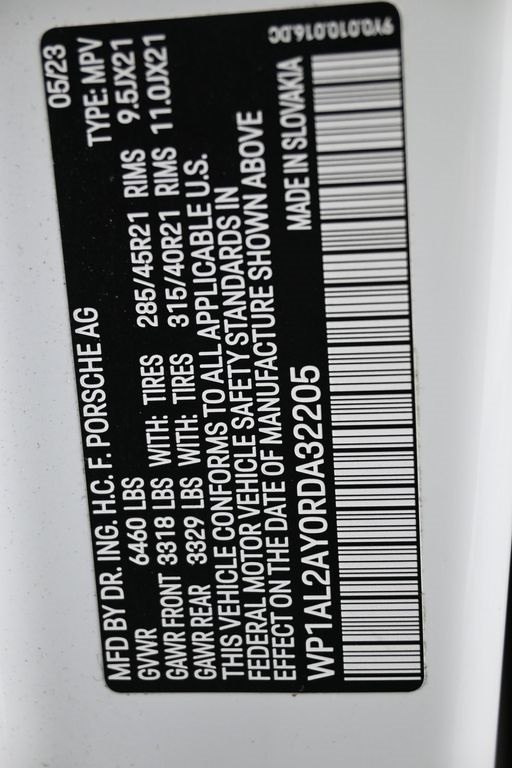 MFD BY DR. ING. H.C. F. PORSCHE AG 05/23
GVWR 6460 LBS TYPE: MPV
GAWR FRONT 3318 LBS WITH: TIRES 285/45R21 RIMS 9.5JX21
GAWR REAR 3329 LBS WITH: TIRES 315/40R21 RIMS 11.0JX21
THIS VEHICLE CONFORMS TO ALL APPLICABLE U.S.
FEDERAL MOTOR VEHICLE SAFETY STANDARDS IN
EFFECT ON THE DATE OF MANUFACTURE SHOWN ABOVE
WP1AL2AY0RDA32205 MADE IN SLOVAKIA
9Y0.010.016.DC